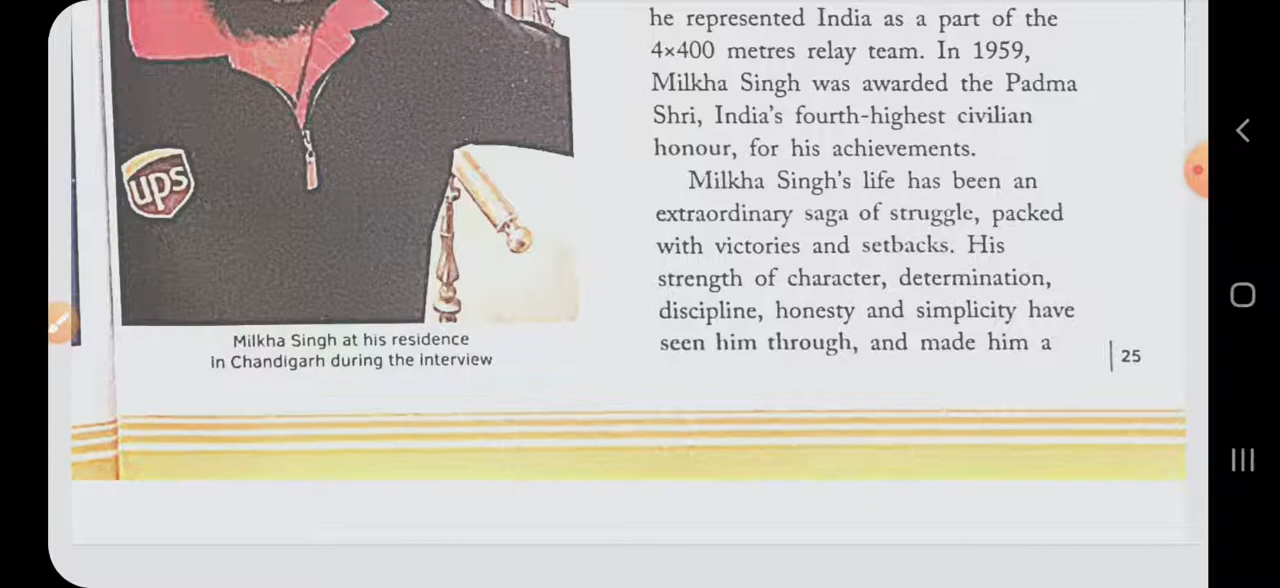 he represented India as a part of the
4×400 metres relay team. In 1959,
Milkha Singh was awarded the Padma
Shri, India's fourth-highest civilian
honour, for his achievements.
Milkha Singh's life has been an
extraordinary saga of struggle, packed
with victories and setbacks. His
strength of character, determination,
discipline, honesty and simplicity have
seen him through, and made him a
ups
Milkha Singh at his residence
in Chandigarh during the interview
25